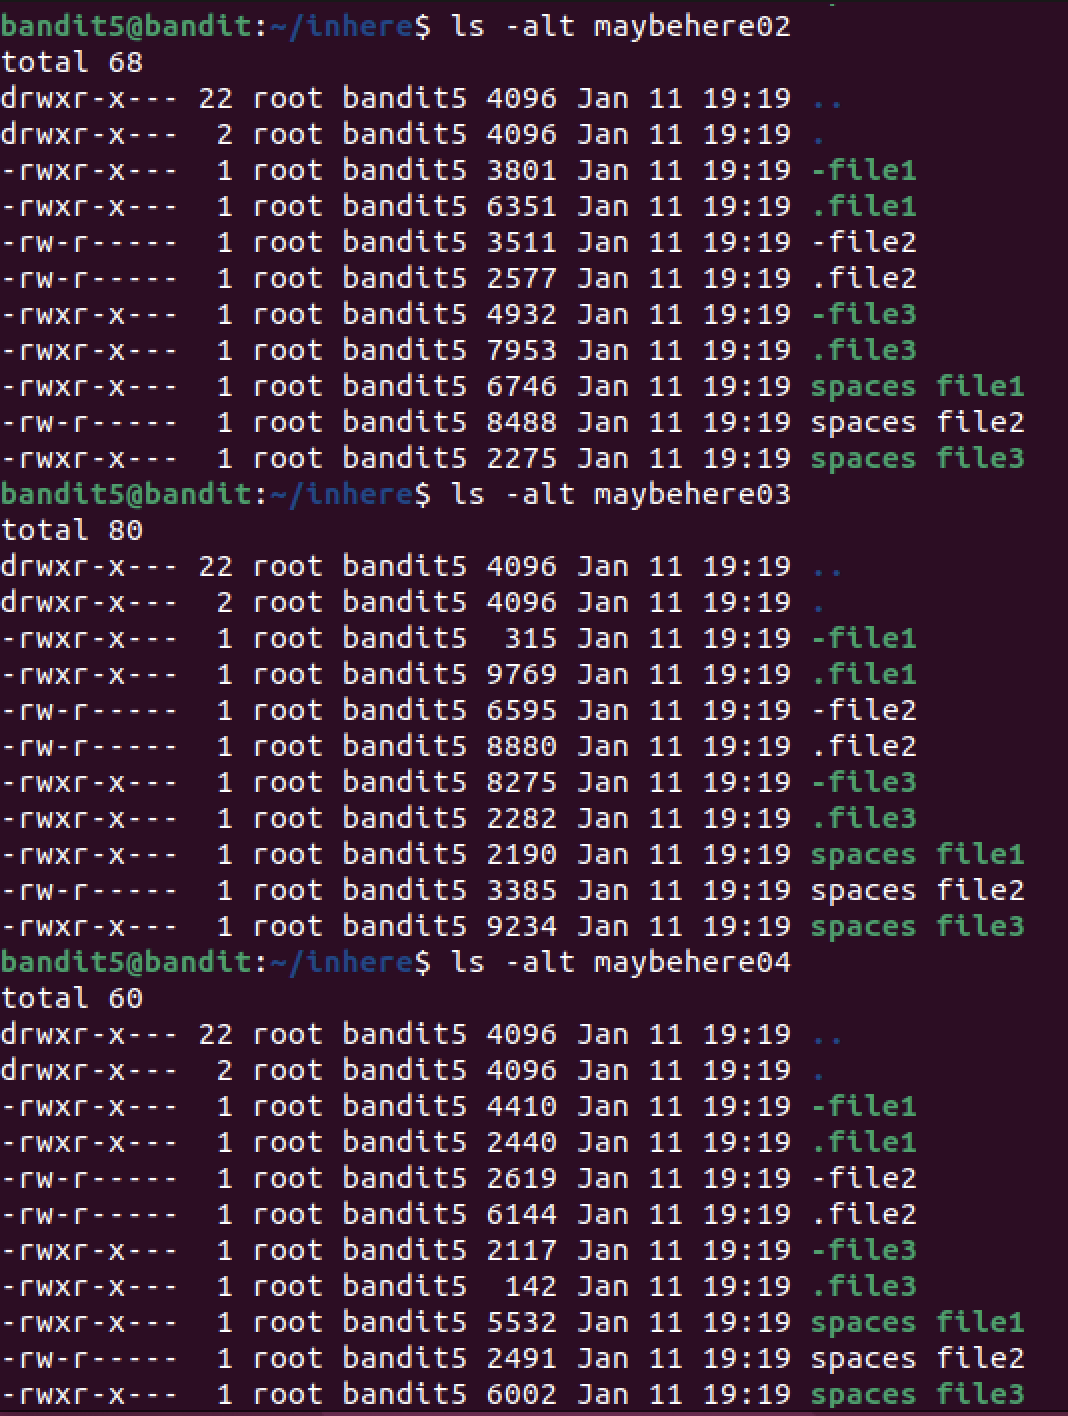 bandit5@bandit:~/inhere$ ls -alt maybehere02
total 68
drwxr-x--- 22 root bandit5 4096 Jan 11 19:19 ..
drwxr-x---  2 root bandit5 4096 Jan 11 19:19 .
-rwxr-x---  1 root bandit5 3801 Jan 11 19:19 -file1
-rwxr-x---  1 root bandit5 6351 Jan 11 19:19 .file1
-rw-r-----  1 root bandit5 3511 Jan 11 19:19 -file2
-rw-r-----  1 root bandit5 2577 Jan 11 19:19 .file2
-rwxr-x---  1 root bandit5 4932 Jan 11 19:19 -file3
-rwxr-x---  1 root bandit5 7953 Jan 11 19:19 .file3
-rwxr-x---  1 root bandit5 6746 Jan 11 19:19 spaces file1
-rw-r-----  1 root bandit5 8488 Jan 11 19:19 spaces file2
-rwxr-x---  1 root bandit5 2275 Jan 11 19:19 spaces file3
bandit5@bandit:~/inhere$ ls -alt maybehere03
total 80
drwxr-x--- 22 root bandit5 4096 Jan 11 19:19 ..
drwxr-x---  2 root bandit5 4096 Jan 11 19:19 .
-rwxr-x---  1 root bandit5  315 Jan 11 19:19 -file1
-rwxr-x---  1 root bandit5 9769 Jan 11 19:19 .file1
-rw-r-----  1 root bandit5 6595 Jan 11 19:19 -file2
-rw-r-----  1 root bandit5 8880 Jan 11 19:19 .file2
-rwxr-x---  1 root bandit5 8275 Jan 11 19:19 -file3
-rwxr-x---  1 root bandit5 2282 Jan 11 19:19 .file3
-rwxr-x---  1 root bandit5 2190 Jan 11 19:19 spaces file1
-rw-r-----  1 root bandit5 3385 Jan 11 19:19 spaces file2
-rwxr-x---  1 root bandit5 9234 Jan 11 19:19 spaces file3
bandit5@bandit:~/inhere$ ls -alt maybehere04
total 60
drwxr-x--- 22 root bandit5 4096 Jan 11 19:19 ..
drwxr-x---  2 root bandit5 4096 Jan 11 19:19 .
-rwxr-x---  1 root bandit5 4410 Jan 11 19:19 -file1
-rwxr-x---  1 root bandit5 2440 Jan 11 19:19 .file1
-rw-r-----  1 root bandit5 2619 Jan 11 19:19 -file2
-rw-r-----  1 root bandit5 6144 Jan 11 19:19 .file2
-rwxr-x---  1 root bandit5 2117 Jan 11 19:19 -file3
-rwxr-x---  1 root bandit5  142 Jan 11 19:19 .file3
-rwxr-x---  1 root bandit5 5532 Jan 11 19:19 spaces file1
-rw-r-----  1 root bandit5 2491 Jan 11 19:19 spaces file2
-rwxr-x---  1 root bandit5 6002 Jan 11 19:19 spaces file3